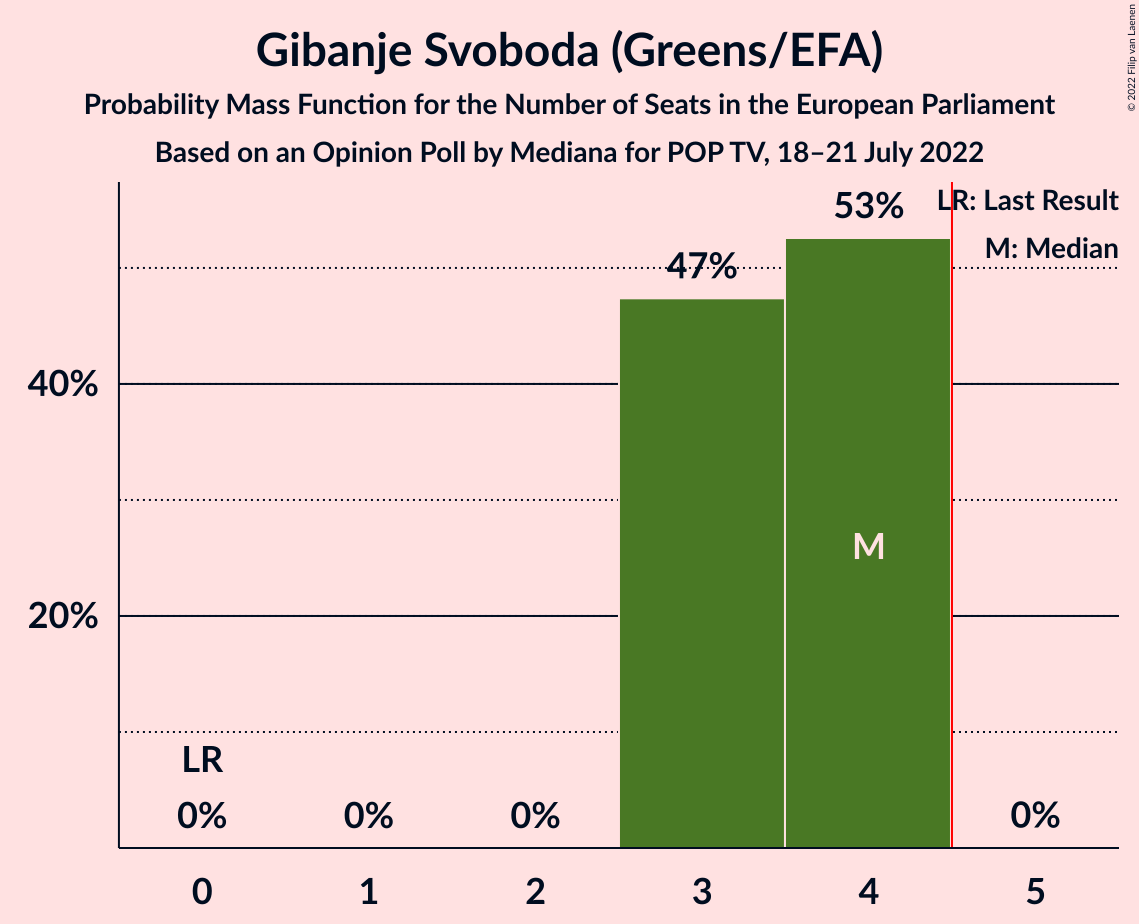 Gibanje Svoboda (Greens/EFA)
Probability Mass Function for the Number of Seats in the European Parliament
Based on an Opinion Poll by Mediana for POP TV, 18–21 July 2022
© 2022 Filip van Laenen
LR: Last Result
M: Median
53%
47%
40%
M
20%
LR
0%
0%
0%
0%
0 1 2 3 4 5